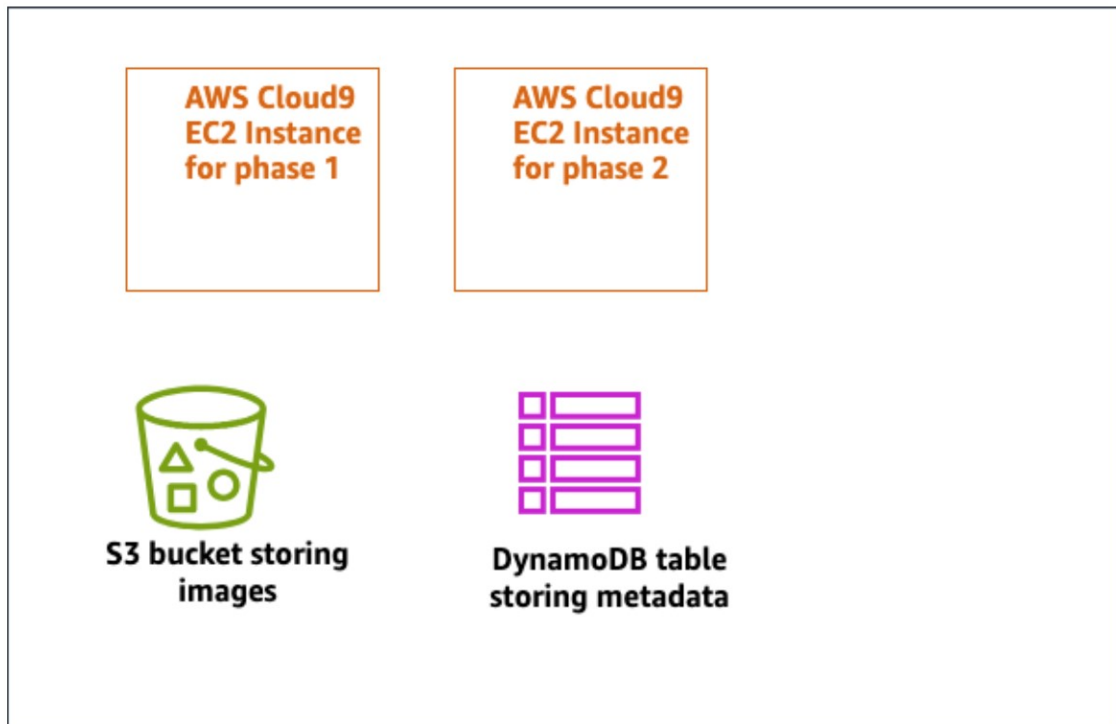 AWS Cloud9
EC2 Instance
for phase 1
AWS Cloud9
EC2 Instance
for phase 2
S3 bucket storing
images
DynamoDB table
storing metadata